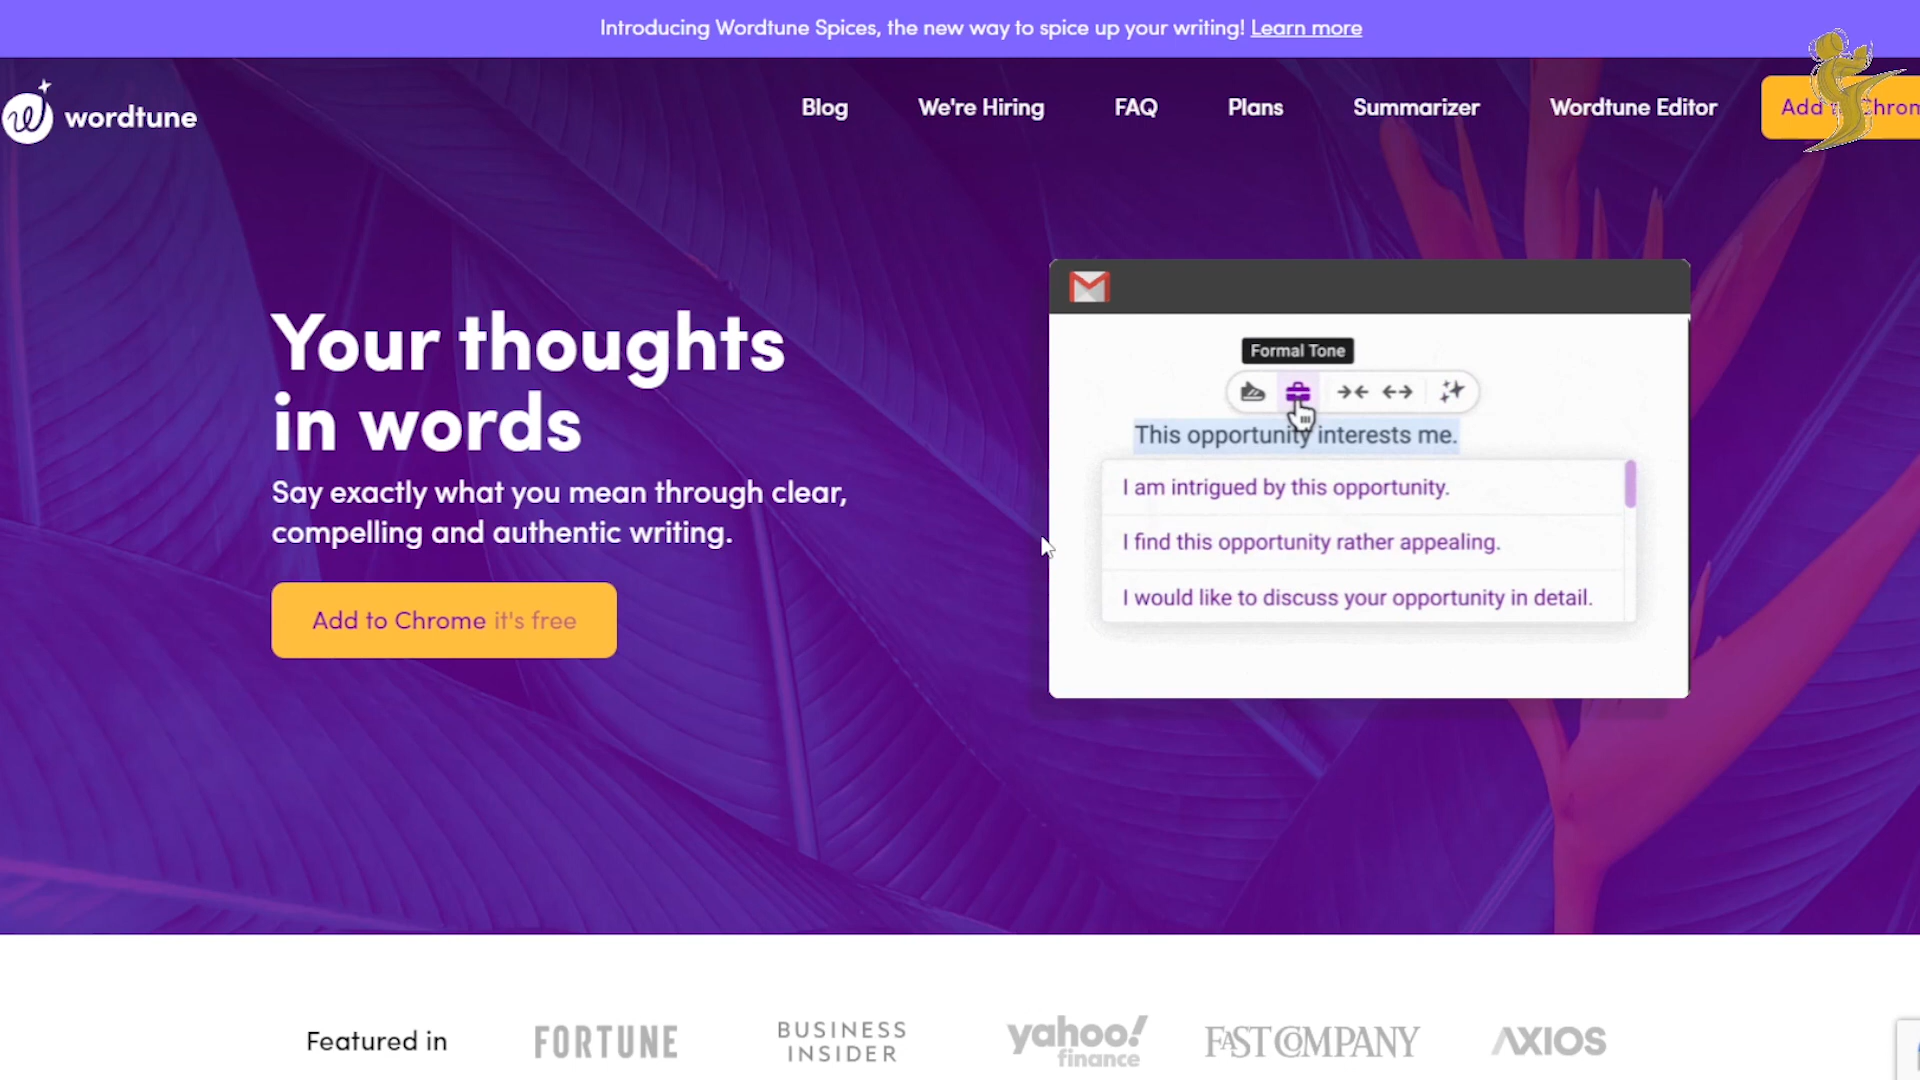 Introducing Wordtune Spices, the new way to spice up your writing! Learn more
wordtune
Blog
We're Hiring
FAQ
Plans
Summarizer
Wordtune Editor
Add
Your thoughts
in words
Say exactly what you mean through clear,
compelling and authentic writing.
Add to Chrome it's free
Formal Tone
This opportunity interests me.
I am intrigued by this opportunity.
I find this opportunity rather appealing.
I would like to discuss your opportunity in detail.
Featured in
FORTUNE
BUSINESS
INSIDER
yahoo!
finance
FAST COMPANY
AXIOS